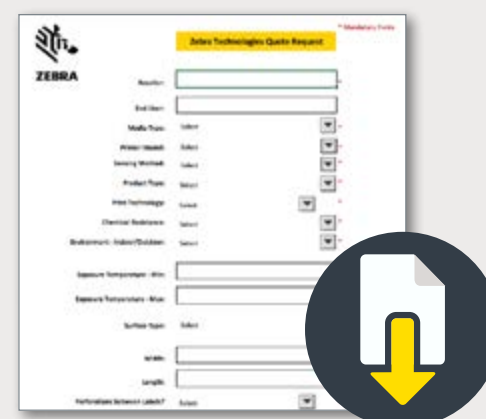 * Mandatory Fields
Zebra Technologies Quote Request
ZEBRA
Reseller: *
End User:
Media Type: Select *
Printer Model: Select *
Sensing Method: Select *
Product Type: Select *
Print Technology: Select *
Chemical Resistance: Select *
Environment - Indoor/Outdoor: Select *
Exposure Temperature - Min:
Exposure Temperature - Max:
Surface Type: Select
Width:
Length:
Perforations between Labels? Select